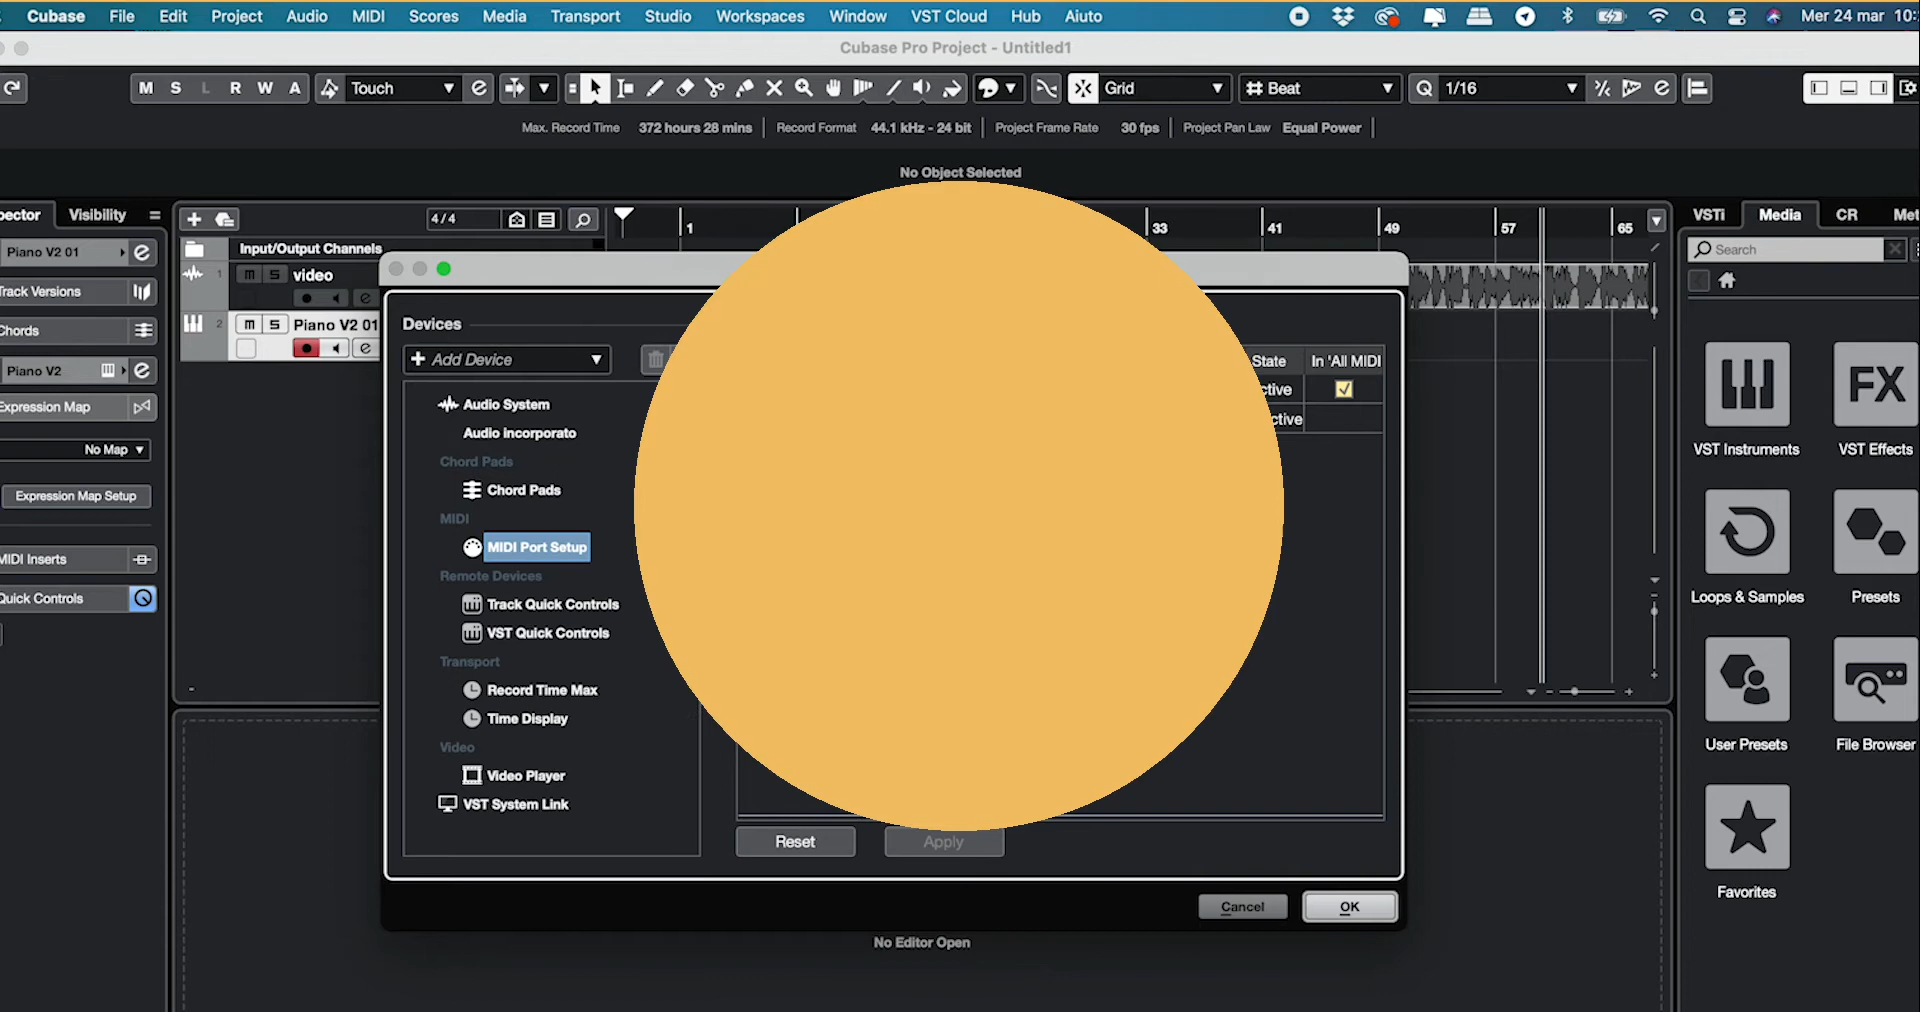 Cubase File Edit Project Audio MIDI Scores Media Transport Studio Workspaces Window VST Cloud Hub Aiuto Mer 24 mar 10:
Cubase Pro Project - Untitled1
M S L R W A Touch Grid Beat Q 1/16
Max. Record Time 372 hours 28 mins Record Format 44.1 kHz - 24 bit Project Frame Rate 30 fps Project Pan Law Equal Power
No Object Selected
pector Visibility 4/4 1 33 41 49 57 65 VSTi Media CR Met
Piano V2 01 Input/Output Channels Search
1 m S video
Track Versions
2 m S Piano V2 01
Chords
Devices
Piano V2
+ Add Device State In 'All MIDI
ctive
Expression Map Audio System ctive
No Map Audio incorporato VST Instruments VST Effects
Chord Pads
Expression Map Setup Chord Pads
MIDI
MIDI Inserts MIDI Port Setup
Remote Devices
Quick Controls Track Quick Controls Loops & Samples Presets
VST Quick Controls
Transport
Record Time Max
Time Display
Video User Presets File Browser
Video Player
VST System Link
Reset Apply
Favorites
Cancel OK
No Editor Open